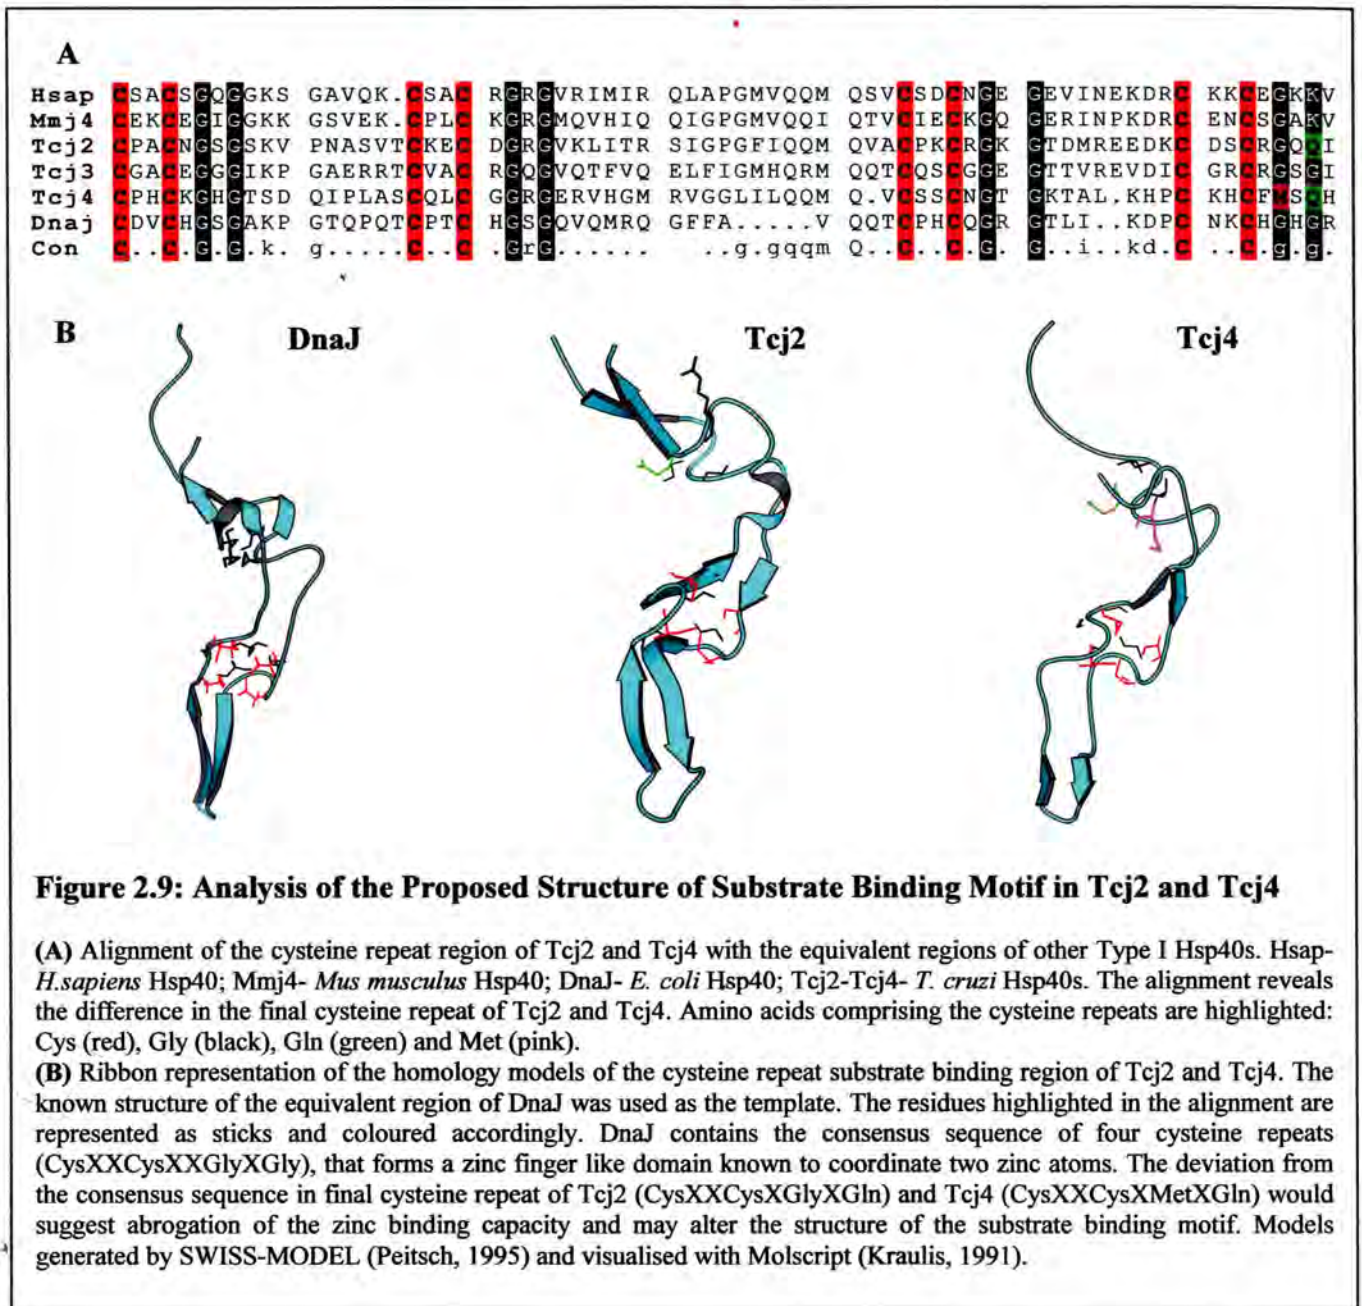 A
Hsap CSACSGQGGKS GAVQK.CSAC RGRGVRIMIR QLAPGMVQQM QSVCSDCNGE GEVINEKDRC KKCEGKKV
Mmj4 CEKCEGIGGKK GSVEK.CPLC KGRGMQVHIQ QIGPGMVQQI QTVCIECKGQ GERINPKDRC ENCSGAKV
Tcj2 CPACNGSGSKV PNASVTCKEC DGRGVKLITR SIGPGFIQQM QVACPKCRGK GTDMREEDKC DSCRGQQI
Tcj3 CGACEGGGIKP GAERRTCVAC RGQGVQTFVQ ELFIGMHQRM QQTCQSCGGE GTTVREVDIC GRCRGSGI
Tcj4 CPHCKGHGTSD QIPLASCQLC GGRGERVHGM RVGGLILQQM Q.VCSSCNGT GKTAL.KHPC KHCFMSQH
Dnaj CDVCHGSGAKP GTQPQTCPTC HGSGQVQMRQ GFFA.....V QQTCPHCQGR GTLI..KDPC NKCHGHGR
Con C..C.G.G.k. g.....C..C .GrG...... ...g.gqqm Q..C..C.G. G...i..kd.C ..C.g.g.
B
DnaJ Tcj2 Tcj4
Figure 2.9: Analysis of the Proposed Structure of Substrate Binding Motif in Tcj2 and Tcj4
(A) Alignment of the cysteine repeat region of Tcj2 and Tcj4 with the equivalent regions of other Type I Hsp40s. Hsap-
H.sapiens Hsp40; Mmj4- Mus musculus Hsp40; DnaJ- E. coli Hsp40; Tcj2-Tcj4- T. cruzi Hsp40s. The alignment reveals
the difference in the final cysteine repeat of Tcj2 and Tcj4. Amino acids comprising the cysteine repeats are highlighted:
Cys (red), Gly (black), Gln (green) and Met (pink).
(B) Ribbon representation of the homology models of the cysteine repeat substrate binding region of Tcj2 and Tcj4. The
known structure of the equivalent region of DnaJ was used as the template. The residues highlighted in the alignment are
represented as sticks and coloured accordingly. DnaJ contains the consensus sequence of four cysteine repeats
(CysXXCysXXGlyXGly), that forms a zinc finger like domain known to coordinate two zinc atoms. The deviation from
the consensus sequence in final cysteine repeat of Tcj2 (CysXXCysXGlyXGln) and Tcj4 (CysXXCysXMetXGln) would
suggest abrogation of the zinc binding capacity and may alter the structure of the substrate binding motif. Models
generated by SWISS-MODEL (Peitsch, 1995) and visualised with Molscript (Kraulis, 1991).